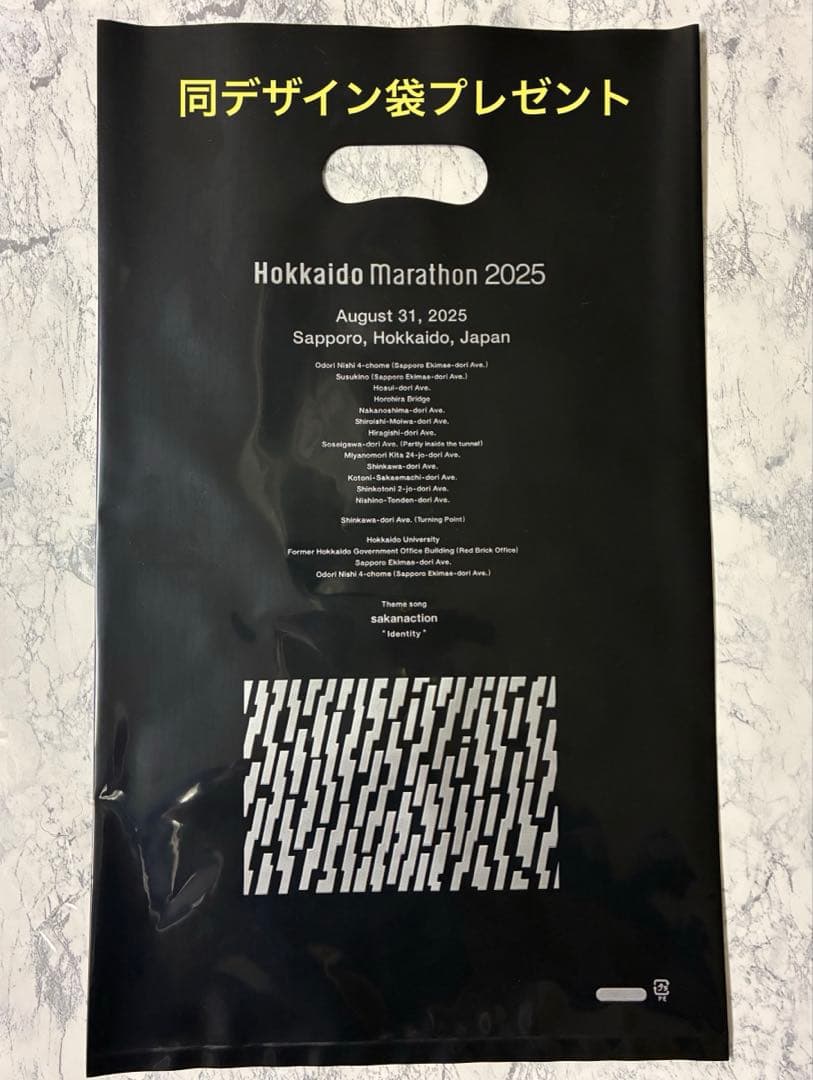 同デザイン袋プレゼント
Hokkaido Marathon 2025
August 31, 2025
Sapporo, Hokkaido, Japan
Odori Nishi 4-chome (Sapporo Ekimae-dori Ave.)
Susukino (Sapporo Ekimae-dori Ave.)
Hosui-dori Ave.
Horohira Bridge
Nakanoshima-dori Ave.
Shiroishi-Moiwa-dori Ave.
Hiragishi-dori Ave.
Soseigawa-dori Ave. (Partly inside the tunnel)
Miyanomori Kita 24-jo-dori Ave.
Shinkawa-dori Ave.
Kotoni-Sakaemachi-dori Ave.
Shinkotoni 2-jo-dori Ave.
Nishino-Tonden-dori Ave.
Shinkawa-dori Ave. (Turning Point)
Hokkaido University
Former Hokkaido Government Office Building (Red Brick Office)
Sapporo Ekimae-dori Ave.
Odori Nishi 4-chome (Sapporo Ekimae-dori Ave.)
Theme song
sakanaction
"Identity"
プラ
PE